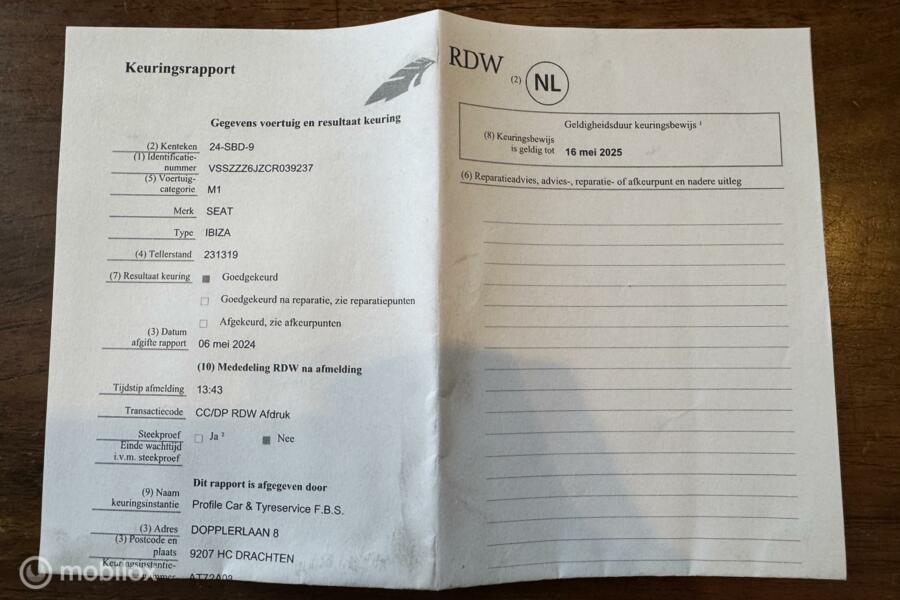 Keuringsrapport
Gegevens voertuig en resultaat keuring
(2) Kenteken 24-SBD-9
(1) Identificatie-
nummer VSSZZZ6JZCR039237
(5) Voertuig-
categorie M1
Merk SEAT
Type IBIZA
(4) Tellerstand 231319
(7) Resultaat keuring Goedgekeurd
Goedgekeurd na reparatie, zie reparatiepunten
Afgekeurd, zie afkeurpunten
(3) Datum
afgifte rapport 06 mei 2024
(10) Mededeling RDW na afmelding
Tijdstip afmelding 13:43
Transactiecode CC/DP RDW Afdruk
Steekproef Ja ² Nee
Einde wachttijd
i.v.m. steekproef
Dit rapport is afgegeven door
(9) Naam
keuringsinstantie Profile Car & Tyreservice F.B.S.
(3) Adres DOPPLERLAAN 8
(3) Postcode en
plaats 9207 HC DRACHTEN
Keuringsinstantie-
RDW
(2) NL
Geldigheidsduur keuringsbewijs ¹
(8) Keuringsbewijs
is geldig tot 16 mei 2025
(6) Reparatieadvies, advies-, reparatie- of afkeurpunt en nadere uitleg
mobilox